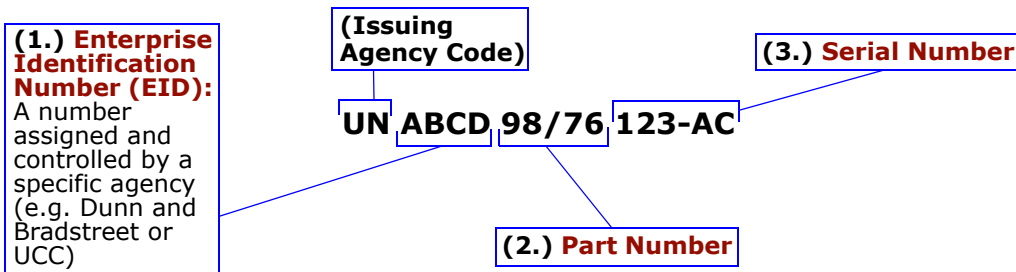 (1.) Enterprise
Identification
Number (EID):
A number
assigned and
controlled by a
specific agency
(e.g. Dunn and
Bradstreet or
UCC)
(Issuing
Agency Code)
(3.) Serial Number
UN ABCD 98/76 123-AC
(2.) Part Number